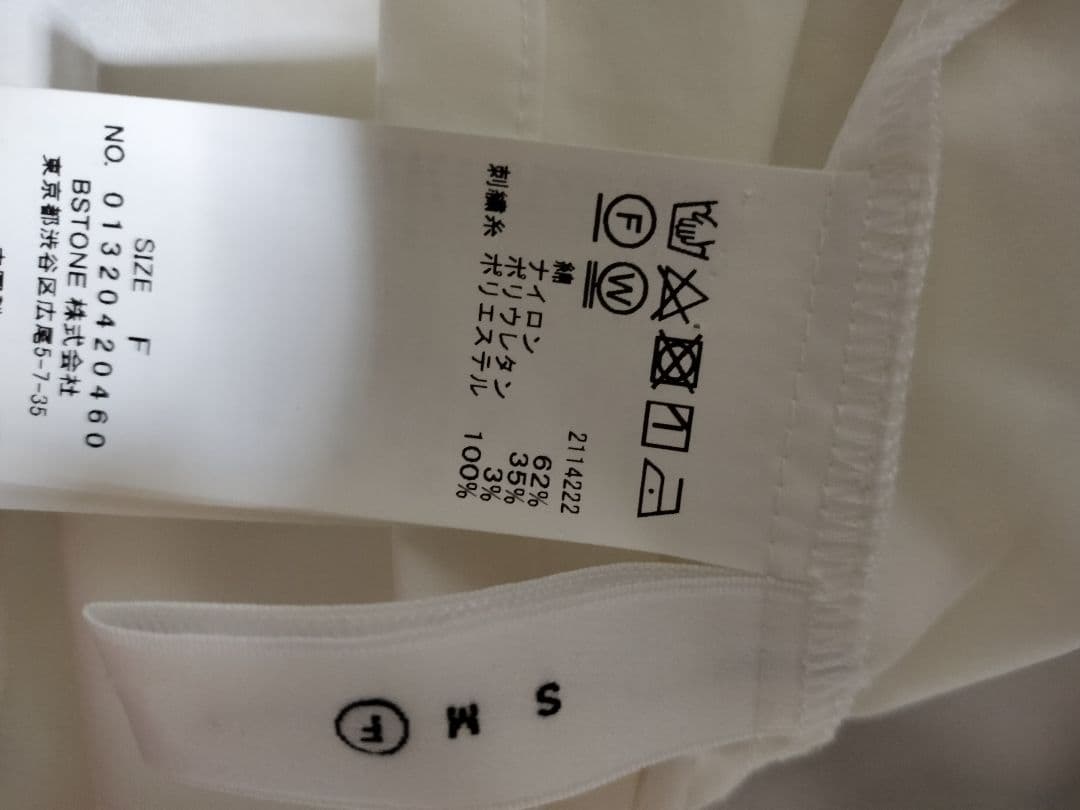 F W
2114222
綿 62%
ナイロン 35%
ポリウレタン 3%
刺繍糸 ポリエステル 100%
SIZE F
NO. 01320420460
BSTONE 株式会社
東京都渋谷区広尾5-7-35
S
M
F